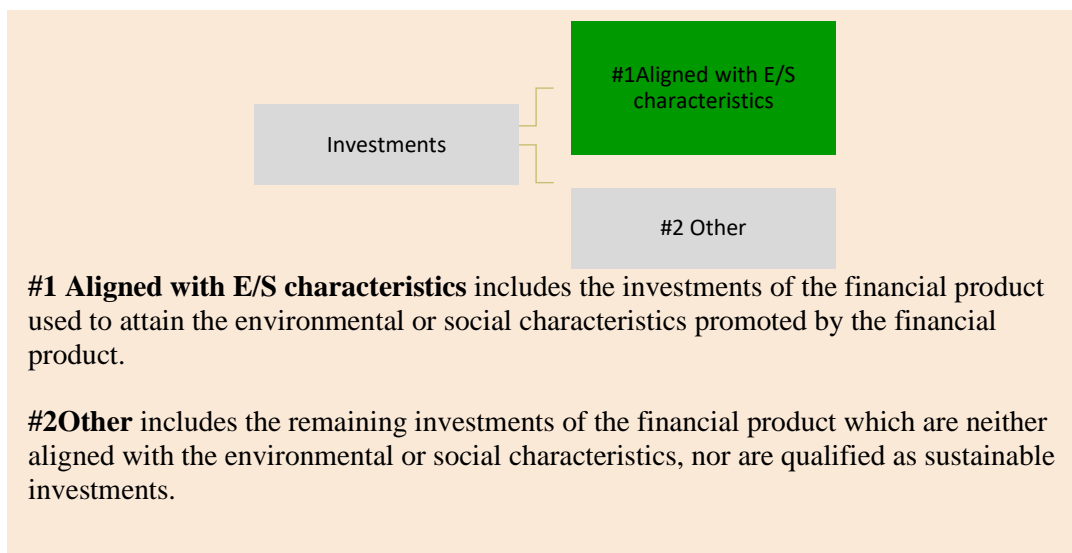 #1Aligned with E/S
characteristics
Investments
#2 Other
#1 Aligned with E/S characteristics includes the investments of the financial product
used to attain the environmental or social characteristics promoted by the financial
product.
#2Other includes the remaining investments of the financial product which are neither
aligned with the environmental or social characteristics, nor are qualified as sustainable
investments.